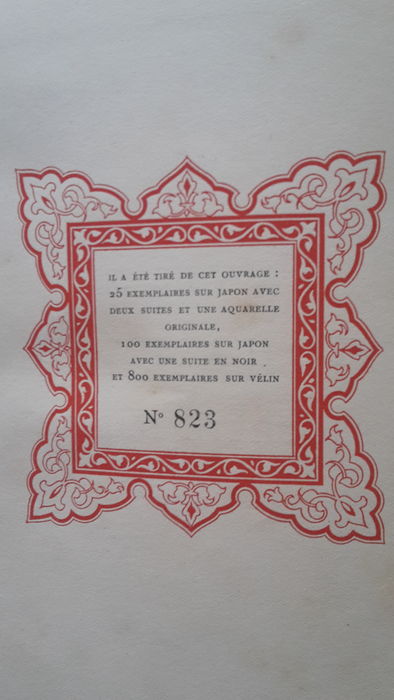 IL A ÉTÉ TIRÉ DE CET OUVRAGE :
25 EXEMPLAIRES SUR JAPON AVEC
DEUX SUITES ET UNE AQUARELLE
ORIGINALE,
100 EXEMPLAIRES SUR JAPON
AVEC UNE SUITE EN NOIR
ET 800 EXEMPLAIRES SUR VÉLIN
Nº 823